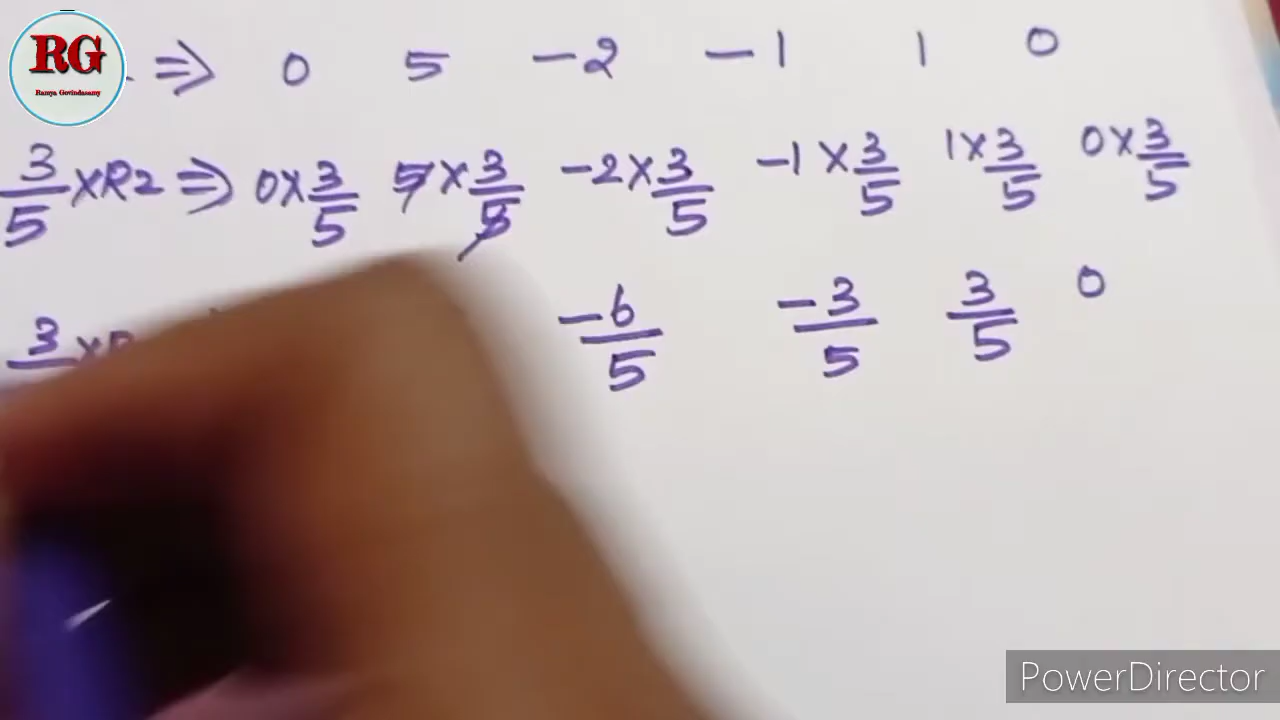 RG
Ramya Govindasamy
⇒ 0 5 -2 -1 1 0
3/5 × R2 ⇒ 0×3/5 5×3/5 -2×3/5 -1×3/5 1×3/5 0×3/5
3 × -6/5 -3/5 3/5 0
PowerDirector